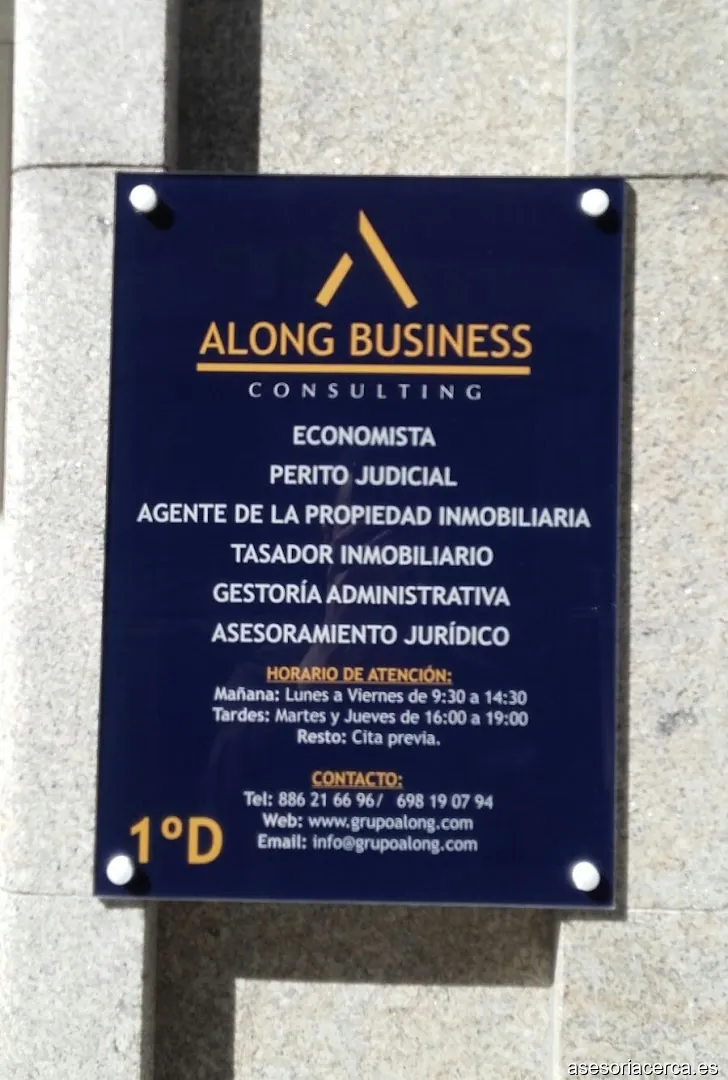 ALONG BUSINESS
CONSULTING
ECONOMISTA
PERITO JUDICIAL
AGENTE DE LA PROPIEDAD INMOBILIARIA
TASADOR INMOBILIARIO
GESTORÍA ADMINISTRATIVA
ASESORAMIENTO JURÍDICO
HORARIO DE ATENCIÓN:
Mañana: Lunes a Viernes de 9:30 a 14:30
Tardes: Martes y Jueves de 16:00 a 19:00
Resto: Cita previa.
CONTACTO:
Tel: 886 21 66 96/ 698 19 07 94
Web: www.grupoalong.com
Email: info@grupoalong.com
1ºD
asesoriacerca.es